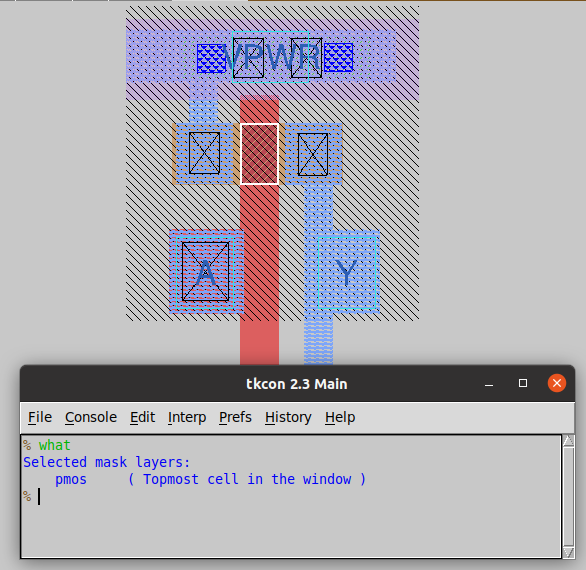 VPWR
A
Y
tkcon 2.3 Main
File Console Edit Interp Prefs History Help
% what
Selected mask layers:
pmos ( Topmost cell in the window )
%